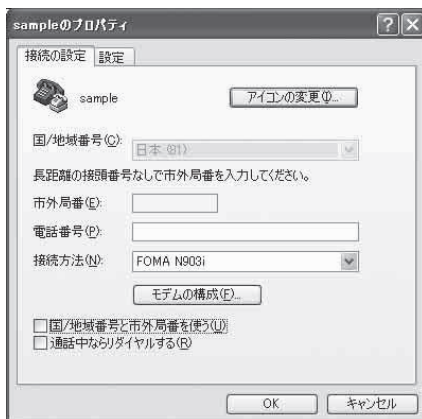 sampleのプロパティ
接続の設定 設定
sample
アイコンの変更(I)...
国/地域番号(C): 日本 (81)
長距離の接頭番号なしで市外局番を入力してください。
市外局番(E):
電話番号(P):
接続方法(N): FOMA N903i
モデムの構成(F)...
国/地域番号と市外局番を使う(U)
通話中ならリダイヤルする(R)
OK キャンセル